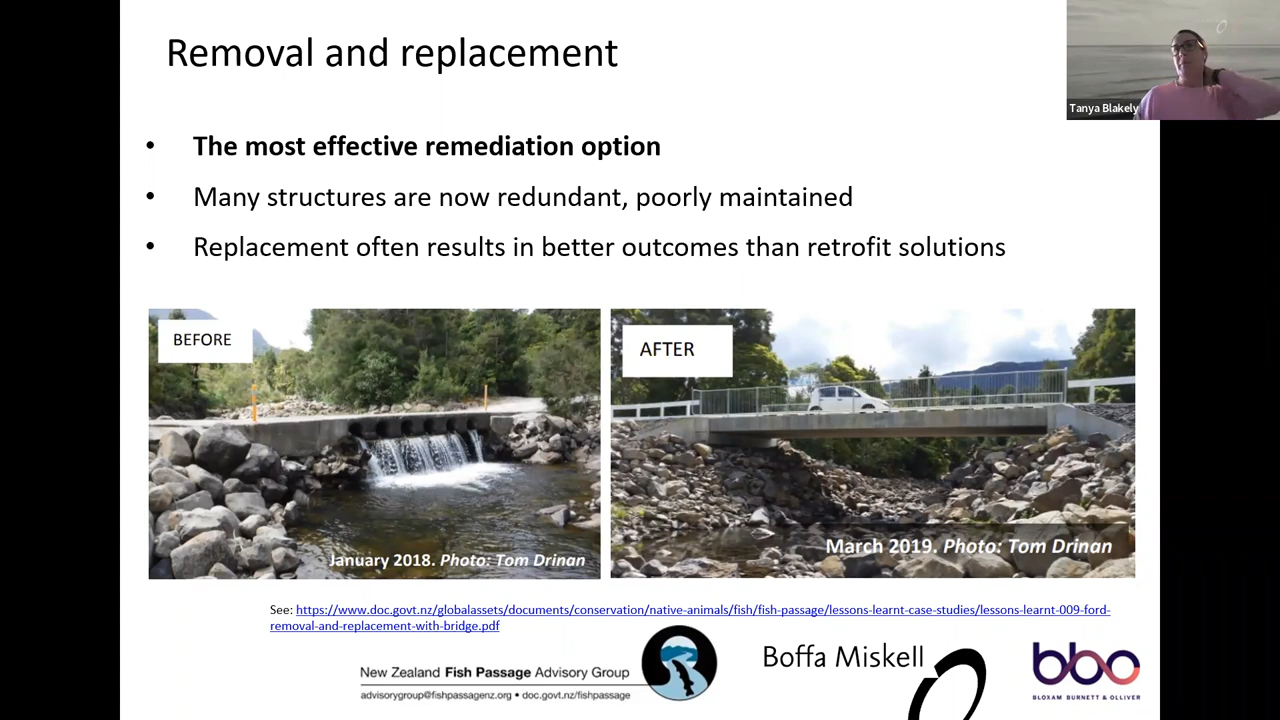 Removal and replacement
Tanya Blakely
• The most effective remediation option
• Many structures are now redundant, poorly maintained
• Replacement often results in better outcomes than retrofit solutions
BEFORE
January 2018. Photo: Tom Drinan
AFTER
March 2019. Photo: Tom Drinan
See: https://www.doc.govt.nz/globalassets/documents/conservation/native-animals/fish/fish-passage/lessons-learnt-case-studies/lessons-learnt-009-ford-
removal-and-replacement-with-bridge.pdf
New Zealand Fish Passage Advisory Group
advisorygroup@fishpassagenz.org • doc.govt.nz/fishpassage
Boffa Miskell
bbo
BLOXAM BURNETT & OLLIVER